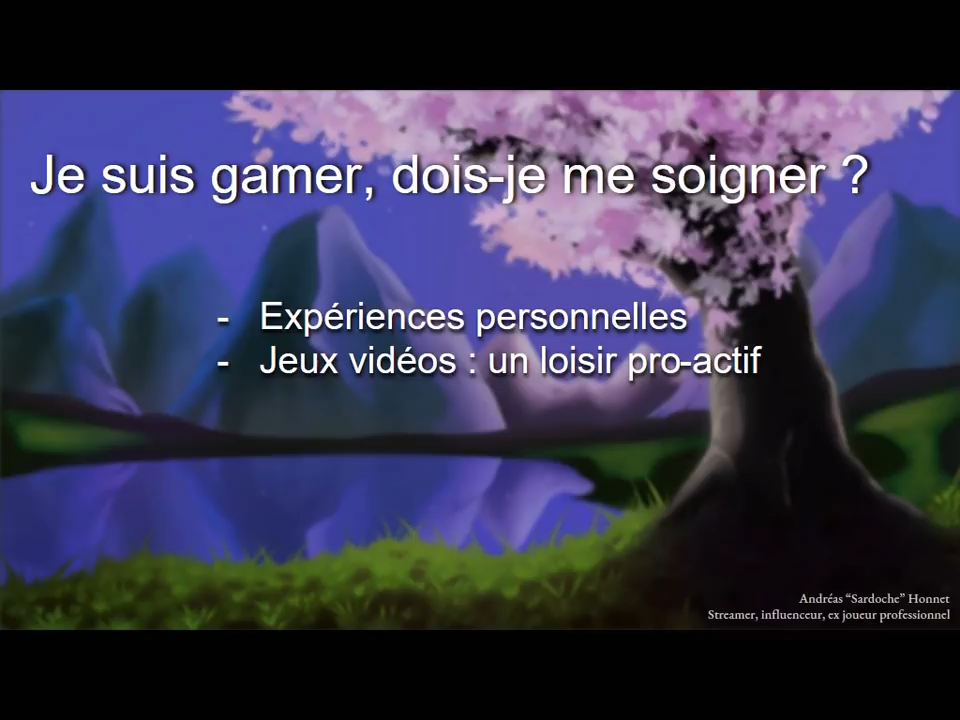 Je suis gamer, dois-je me soigner ?
- Expériences personnelles
- Jeux vidéos : un loisir pro-actif
Andréas “Sardoche” Honnet
Streamer, influenceur, ex joueur professionnel